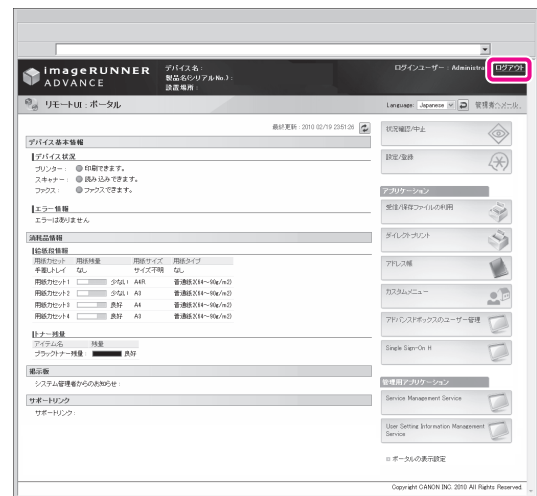 imageRUNNER
ADVANCE
デバイス名:
製品名(シリアルNo.):
設置場所:
ログインユーザー: Administra
ログアウト
リモートUI:ポータル
Language: Japanese
最終更新: 2010 02/19 23:51:26
デバイス基本情報
デバイス状況
プリンター: 印刷できます。
スキャナー: 読み込みできます。
ファクス: ファクスできます。
エラー情報
エラーはありません
消耗品情報
給紙段情報
用紙カセット 用紙残量 用紙サイズ 用紙タイプ
手差しトレイ なし サイズ不明 なし
用紙カセット1 少ない A4R 普通紙2(64~90g/m2)
用紙カセット2 少ない A3 普通紙2(64~90g/m2)
用紙カセット3 良好 A4 普通紙2(64~90g/m2)
用紙カセット4 良好 A3 普通紙2(64~90g/m2)
トナー残量
アイテム名 残量
ブラックトナー残量: 良好
掲示板
システム管理者からのお知らせ:
サポートリンク
サポートリンク:
状況確認/中止
設定/登録
アプリケーション
受信/保存ファイルの利用
ダイレクトプリント
アドレス帳
カスタムメニュー
アドバンスドボックスのユーザー管理
Single Sign-On H
管理用アプリケーション
Service Management Service
User Setting Information Management
Service
ポータルの表示設定
Copyright CANON INC. 2010 All Rights Reserved